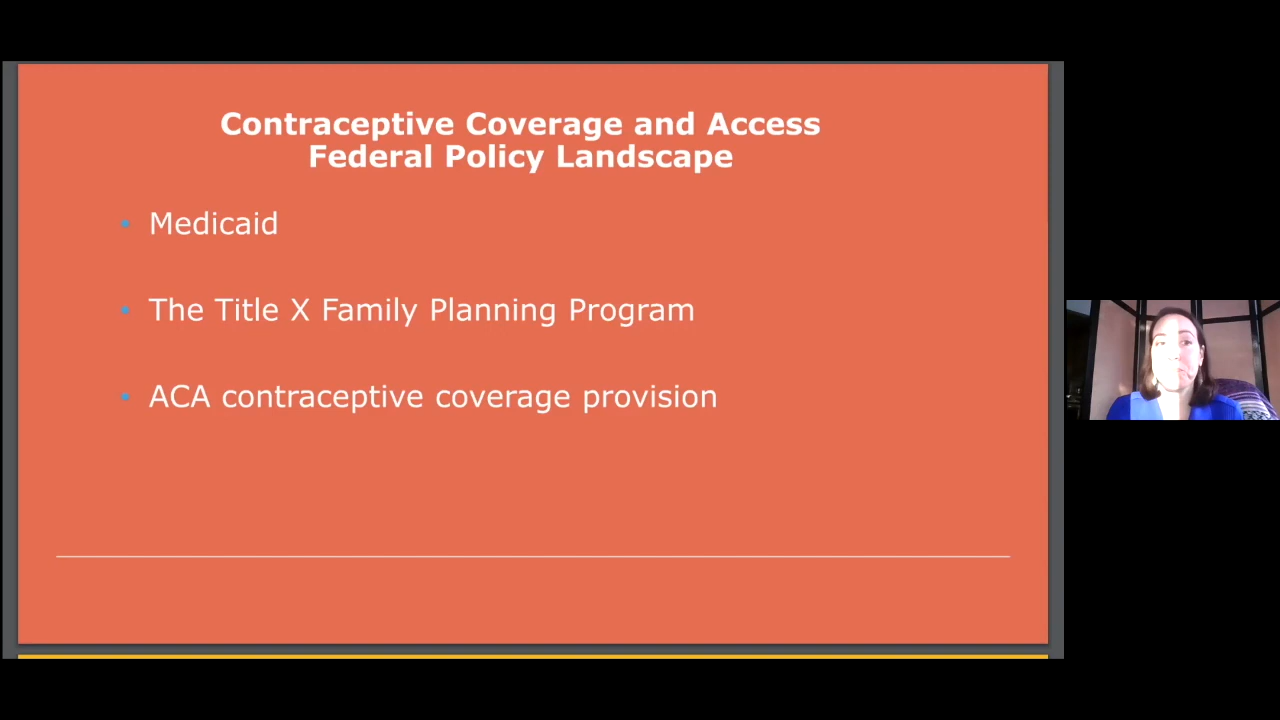 Contraceptive Coverage and Access
Federal Policy Landscape
• Medicaid
• The Title X Family Planning Program
• ACA contraceptive coverage provision